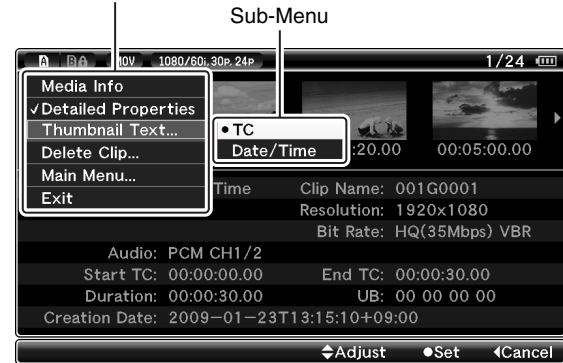 Sub-Menu
A BA MOV 1080/60i, 30P, 24P 1/24
Media Info
✓Detailed Properties
Thumbnail Text...
Delete Clip...
Main Menu...
Exit
●TC
Date/Time
:20.00 00:05:00.00
Time Clip Name: 001G0001
Resolution: 1920x1080
Bit Rate: HQ(35Mbps) VBR
Audio: PCM CH1/2
Start TC: 00:00:00.00 End TC: 00:00:30.00
Duration: 00:00:30.00 UB: 00 00 00 00
Creation Date: 2009-01-23T13:15:10+09:00
Adjust ●Set Cancel